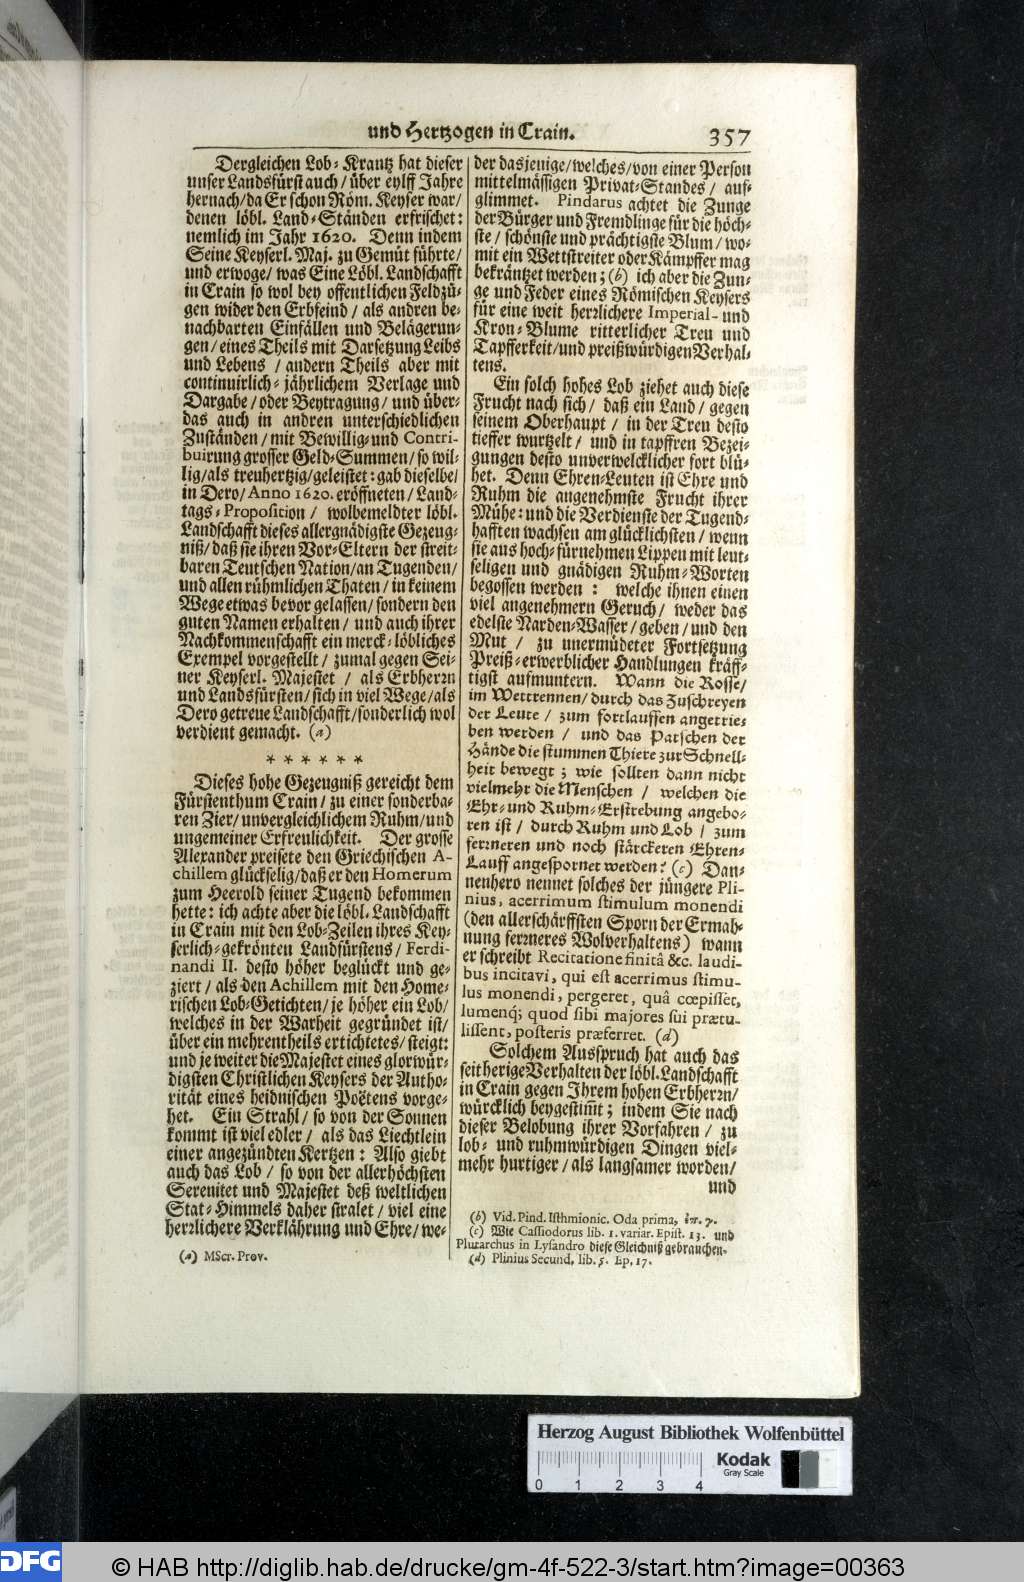 und Hertzogen in Crain. 357
Dergleichen Lob-Krantz hat dieser
unser Landsfürst auch / über eylff Jahre
hernach / da Er schon Röm. Keyser war /
denen löbl. Land-Ständen erfrischet:
nemlich im Jahr 1620. Denn indem
Seine Keyserl. Maj. zu Gemüt führte /
und erwoge / was Eine Löbl. Landschafft
in Crain so wol bey offentlichen Feldzü-
gen wider den Erbfeind / als andren be-
nachbarten Einfällen und Belägerun-
gen / eines Theils mit Darsetzung Leibs
und Lebens / andern Theils aber mit
continuirlich-jährlichem Verlage und
Dargabe / oder Beytragung / und über-
das auch in andren unterschiedlichen
Zuständen / mit Bewillig- und Contri-
buirung grosser Geld-Summen / so wil-
lig / als treuhertzig / geleistet: gab dieselbe /
in Dero / Anno 1620. eröffneten / Land-
tags-Proposition / wolbemeldter löbl.
Landschafft dieses allergnädigste Gezeug-
niß / daß sie ihren Vor-Eltern der streit-
baren Teutschen Nation / an Tugenden /
und allen rühmlichen Thaten / in keinem
Wege etwas bevor gelassen / sondern den
guten Namen erhalten / und auch ihrer
Nachkommenschafft ein merck-löbliches
Exempel vorgestellt / zumal gegen Sei-
ner Keyserl. Majestet / als Erbherrn
und Landsfürsten / sich in viel Wege / als
Dero getreue Landschafft / sonderlich wol
verdient gemacht. (a)
* * * * * *
Dieses hohe Gezeugniß gereicht dem
Fürstenthum Crain / zu einer sonderba-
ren Zier / unvergleichlichem Ruhm / und
ungemeiner Erfreulichkeit. Der grosse
Alexander preisete den Griechischen A-
chillem glückselig / daß er den Homerum
zum Heerold seiner Tugend bekommen
hette: ich achte aber die löbl. Landschafft
in Crain mit den Lob-Zeilen ihres Key-
serlich-gekrönten Landfürstens / Ferdi-
nandi II. desto höher beglückt und ge-
ziert / als den Achillem mit den Home-
rischen Lob-Getichten / je höher ein Lob /
welches in der Warheit gegründet ist /
über ein mehrentheils ertichtetes / steigt:
und je weiter die Majestet eines glorwür-
digsten Christlichen Keysers der Autho-
rität eines heidnischen Poëtens vorge-
het. Ein Strahl / so von der Sonnen
kommt ist viel edler / als das Liechtlein
einer angezündten Kertzen: Also giebt
auch das Lob / so von der allerhöchsten
Serenitet und Majestet deß weltlichen
Stat-Himmels daher stralet / viel eine
herrlichere Verklährung und Ehre / we-
(a) MScr. Prov.
der dasjenige / welches / von einer Person
mittelmässigen Privat-Standes / auf-
glimmet. Pindarus achtet die Zunge
der Bürger und Fremdlinge für die höch-
ste / schönste und prächtigste Blum / wo-
mit ein Wettstreiter oder Kämpffer mag
bekräntzet werden; (b) ich aber die Zun-
ge und Feder eines Römischen Keysers
für eine weit herrlichere Imperial- und
Kron-Blume ritterlicher Treu und
Tapfferkeit / und preißwürdigen Verhal-
tens.
Ein solch hohes Lob ziehet auch diese
Frucht nach sich / daß ein Land / gegen
seinem Oberhaupt / in der Treu desto
tieffer wurtzelt / und in tapffren Bezei-
gungen desto unverwelcklicher fort blü-
het. Denn Ehren-Leuten ist Ehre und
Ruhm die angenehmste Frucht ihrer
Mühe: und die Verdienste der Tugend-
hafften wachsen am glücklichsten / wenn
sie aus hoch-fürnehmen Lippen mit leut-
seligen und gnädigen Ruhm-Worten
begossen werden: welche ihnen einen
viel angenehmern Geruch / weder das
edelste Narden-Wasser / geben / und den
Mut / zu unermüdeter Fortsetzung
Preiß-erwerblicher Handlungen kräff-
tigst aufmuntern. Wann die Rosse /
im Wettrennen / durch das Zuschreyen
der Leute / zum fortlauffen angetrie-
ben werden / und das Patschen der
Hände die stummen Thiere zur Schnell-
heit bewegt; wie sollten dann nicht
vielmehr die Menschen / welchen die
Ehr- und Ruhm-Erstrebung angebo-
ren ist / durch Ruhm und Lob / zum
ferrneren und noch stärckeren Ehren-
Lauff angespornet werden? (c) Dan-
nenhero nennet solches der jüngere Pli-
nius, acerrimum stimulum monendi
(den allerschärffsten Sporn der Ermah-
nung ferrneres Wolverhaltens) wann
er schreibt Recitatione finitâ &c. laudi-
bus incitavi, qui est acerrimus stimu-
lus monendi, pergeret, quâ cœpisset,
lumenq; quod sibi majores sui prætu-
lissent, posteris præferret. (d)
Solchem Ausspruch hat auch das
seitherige Verhalten der löbl. Landschafft
in Crain gegen Ihrem hohen Erbherrn /
würcklich beygestim̃t; indem Sie nach
dieser Belobung ihrer Vorfahren / zu
lob- und ruhmwürdigen Dingen viel-
mehr hurtiger / als langsamer worden /
und
(b) Vid. Pind. Isthmionic. Oda prima, ἐπ. γ.
(c) Wie Cassiodorus lib. 1. variar. Epist. 13. und
Plutarchus in Lysandro diese Gleichniß gebrauchen.
(d) Plinius Secund. lib. 5. Ep. 17.
Herzog August Bibliothek Wolfenbüttel
Kodak
Gray Scale
0 1 2 3 4
DFG © HAB http://diglib.hab.de/drucke/gm-4f-522-3/start.htm?image=00363